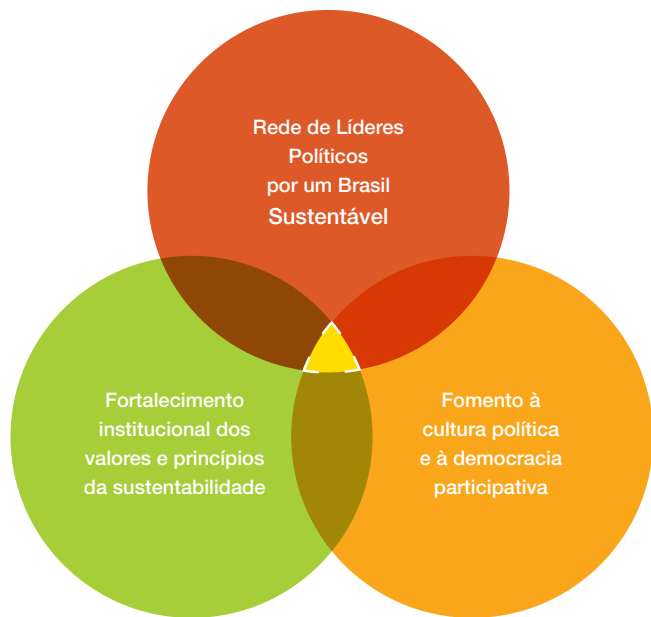 Rede de Líderes
Políticos
por um Brasil
Sustentável
Fortalecimento
institucional dos
valores e princípios
da sustentabilidade
Fomento à
cultura política
e à democracia
participativa